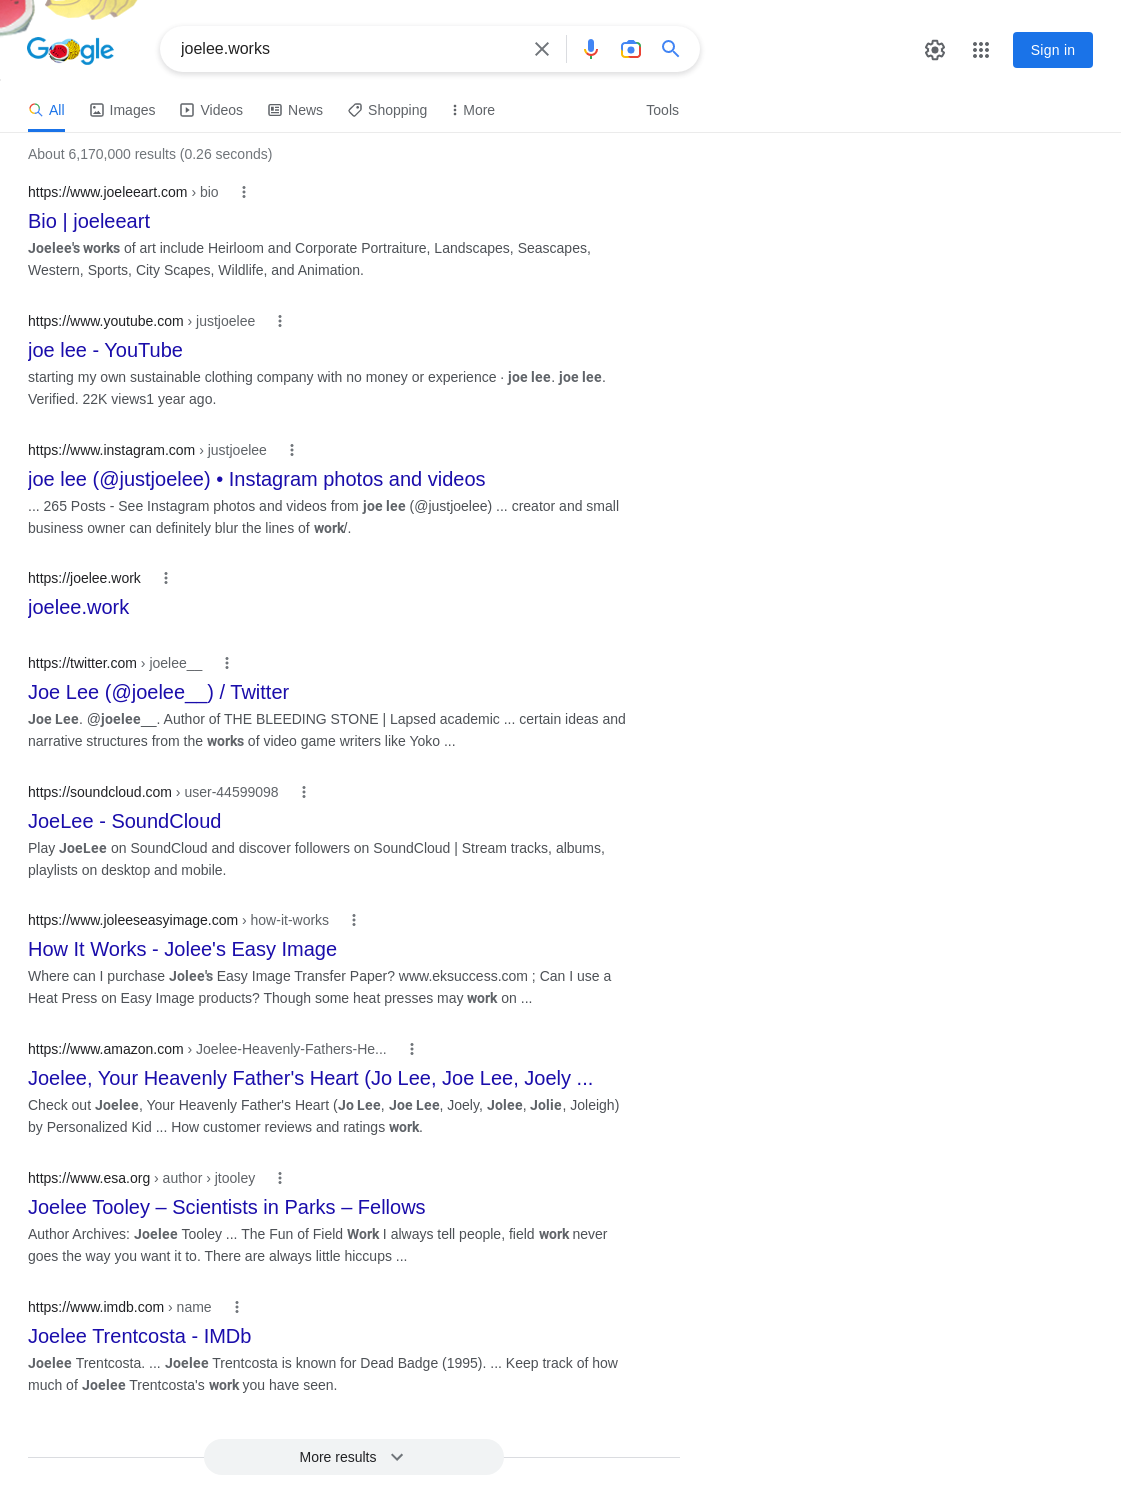 Google
joelee.works
Sign in
All
Images
Videos
News
Shopping
More
Tools
About 6,170,000 results (0.26 seconds)
https://www.joeleeart.com › bio
Bio | joeleeart
Joelee's works of art include Heirloom and Corporate Portraiture, Landscapes, Seascapes,
Western, Sports, City Scapes, Wildlife, and Animation.
https://www.youtube.com › justjoelee
joe lee - YouTube
starting my own sustainable clothing company with no money or experience · joe lee. joe lee.
Verified. 22K views1 year ago.
https://www.instagram.com › justjoelee
joe lee (@justjoelee) • Instagram photos and videos
... 265 Posts - See Instagram photos and videos from joe lee (@justjoelee) ... creator and small
business owner can definitely blur the lines of work/.
https://joelee.work
joelee.work
https://twitter.com › joelee__
Joe Lee (@joelee__) / Twitter
Joe Lee. @joelee__. Author of THE BLEEDING STONE | Lapsed academic ... certain ideas and
narrative structures from the works of video game writers like Yoko ...
https://soundcloud.com › user-44599098
JoeLee - SoundCloud
Play JoeLee on SoundCloud and discover followers on SoundCloud | Stream tracks, albums,
playlists on desktop and mobile.
https://www.joleeseasyimage.com › how-it-works
How It Works - Jolee's Easy Image
Where can I purchase Jolee's Easy Image Transfer Paper? www.eksuccess.com ; Can I use a
Heat Press on Easy Image products? Though some heat presses may work on ...
https://www.amazon.com › Joelee-Heavenly-Fathers-He...
Joelee, Your Heavenly Father's Heart (Jo Lee, Joe Lee, Joely ...
Check out Joelee, Your Heavenly Father's Heart (Jo Lee, Joe Lee, Joely, Jolee, Jolie, Joleigh)
by Personalized Kid ... How customer reviews and ratings work.
https://www.esa.org › author › jtooley
Joelee Tooley – Scientists in Parks – Fellows
Author Archives: Joelee Tooley ... The Fun of Field Work I always tell people, field work never
goes the way you want it to. There are always little hiccups ...
https://www.imdb.com › name
Joelee Trentcosta - IMDb
Joelee Trentcosta. ... Joelee Trentcosta is known for Dead Badge (1995). ... Keep track of how
much of Joelee Trentcosta's work you have seen.
More results